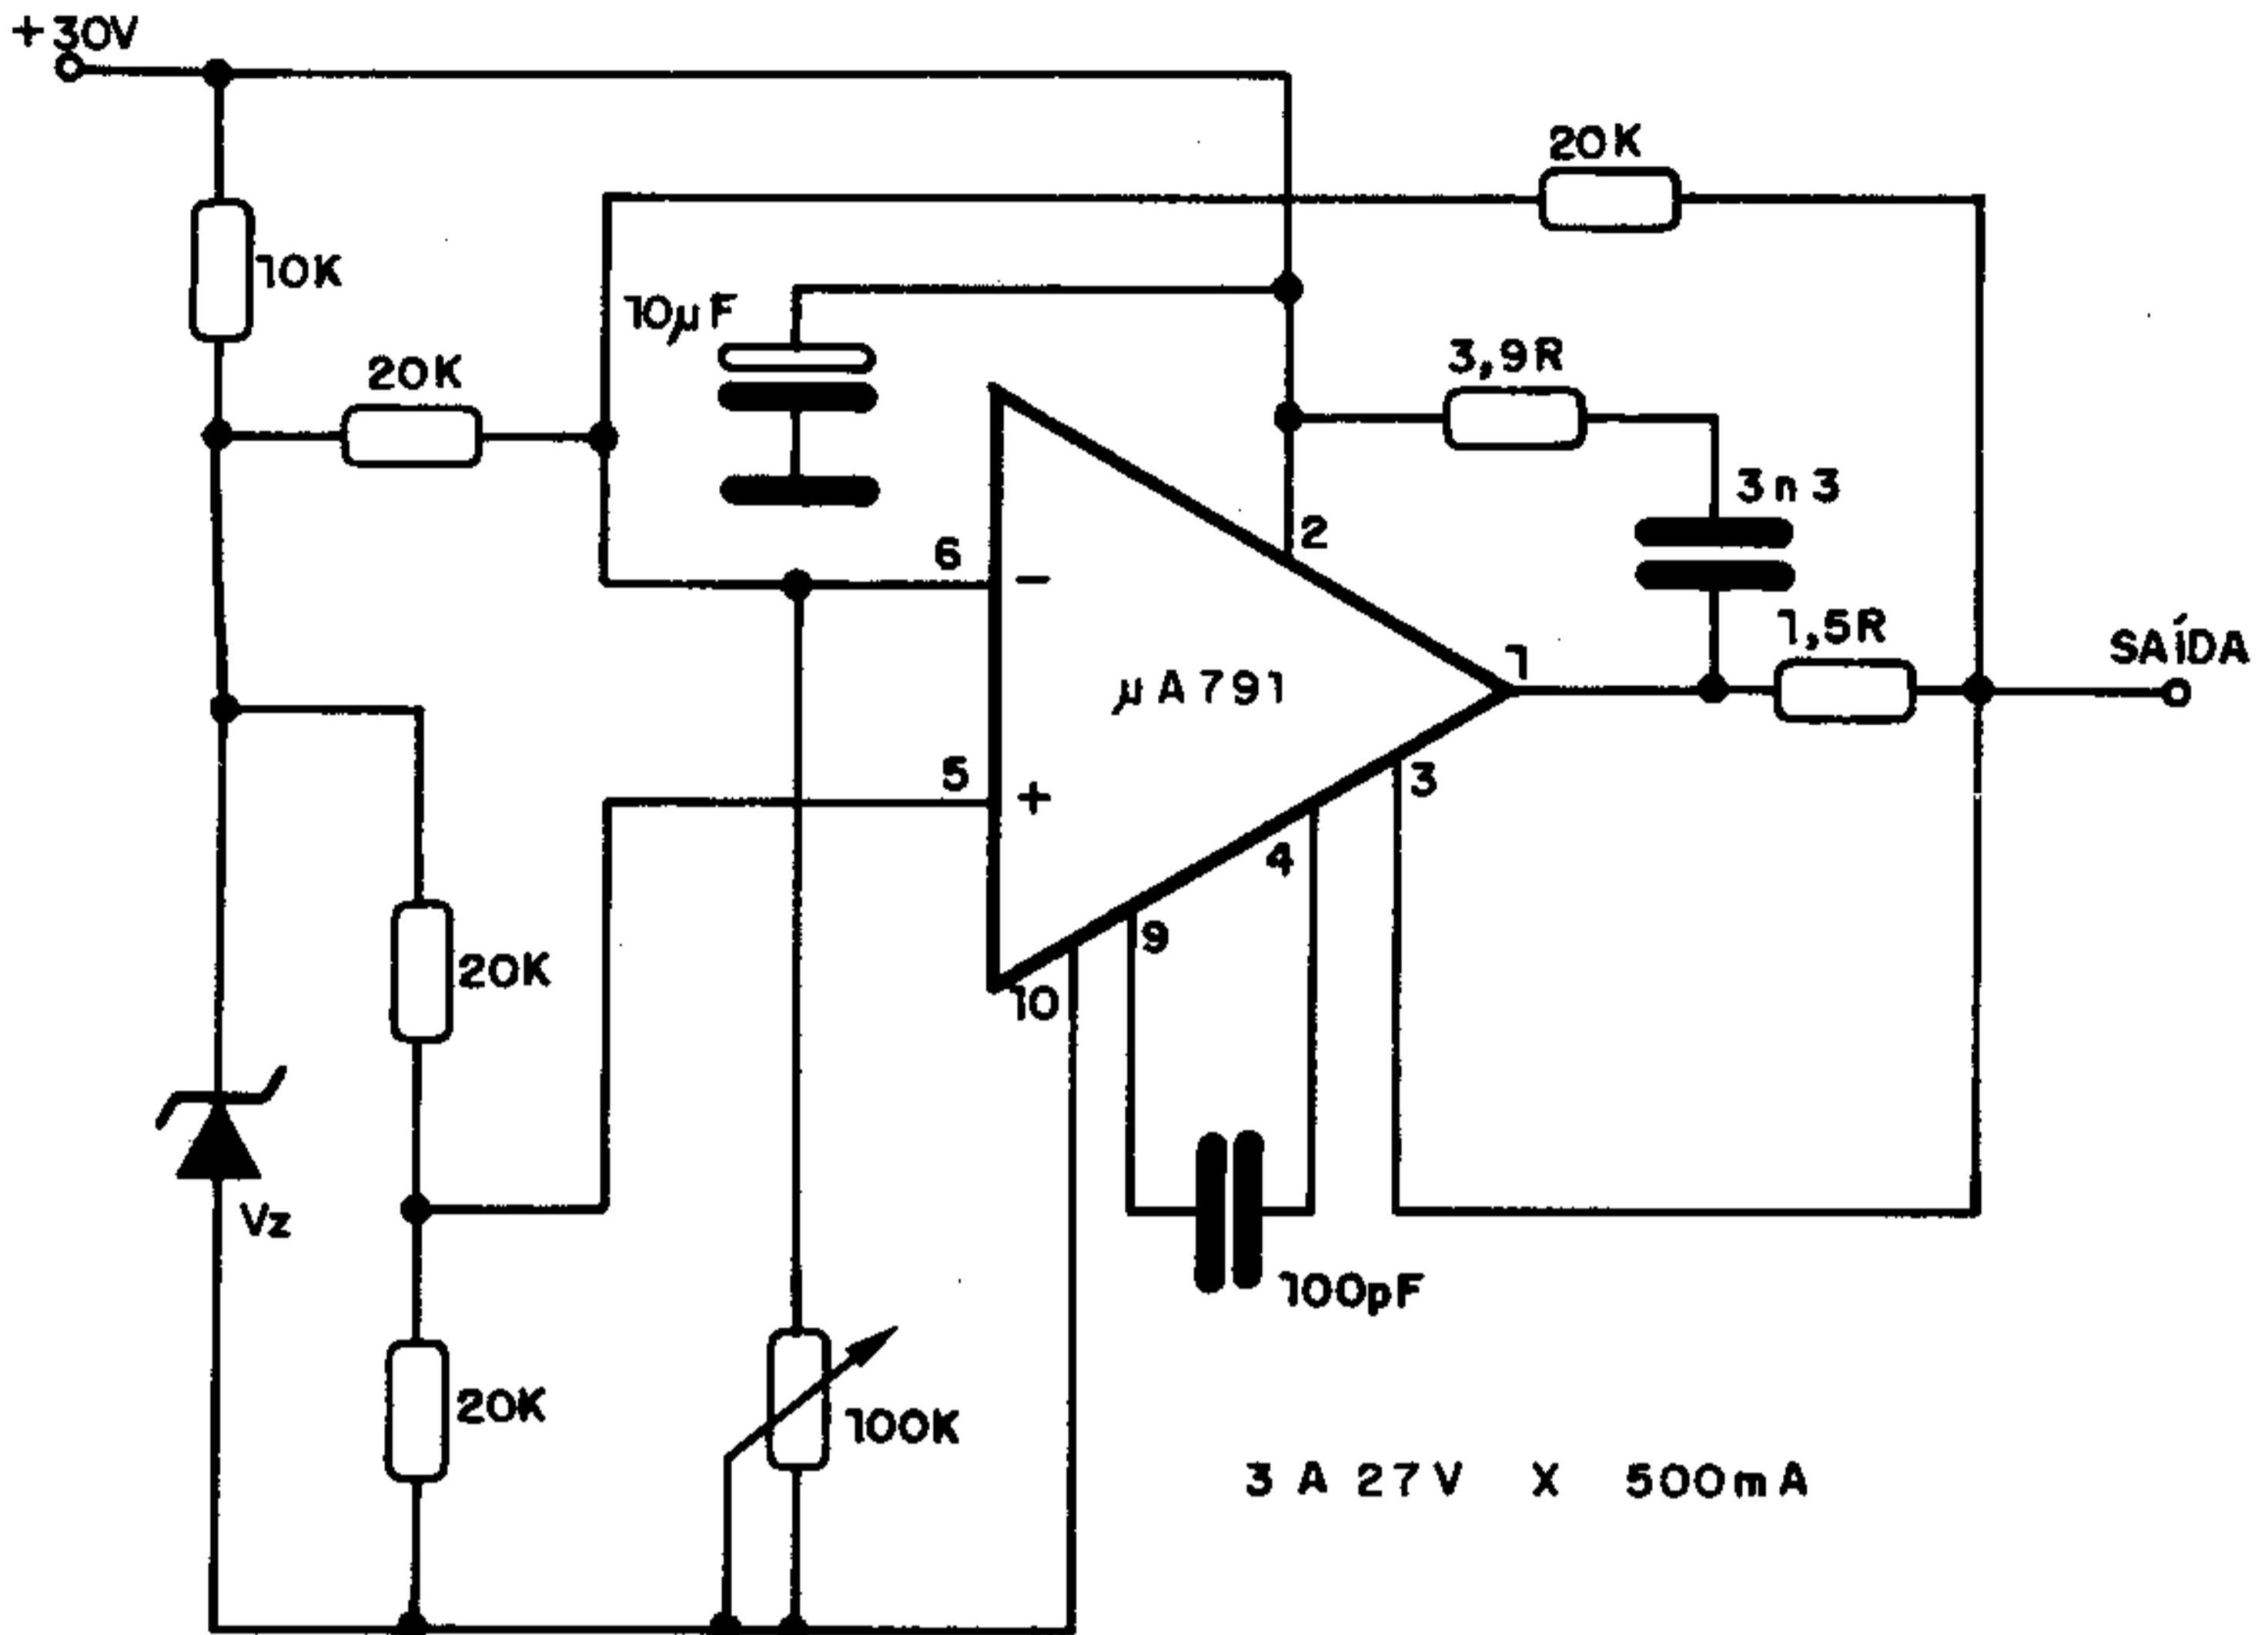 +30V
20K
10K
10µF
20K
3,9R
3n3
2
6
−
1,5R
SAÍDA
1
µA791
5
+
3
4
9
20K
10
Vz
100pF
20K
100K
3 A 27V X 500mA